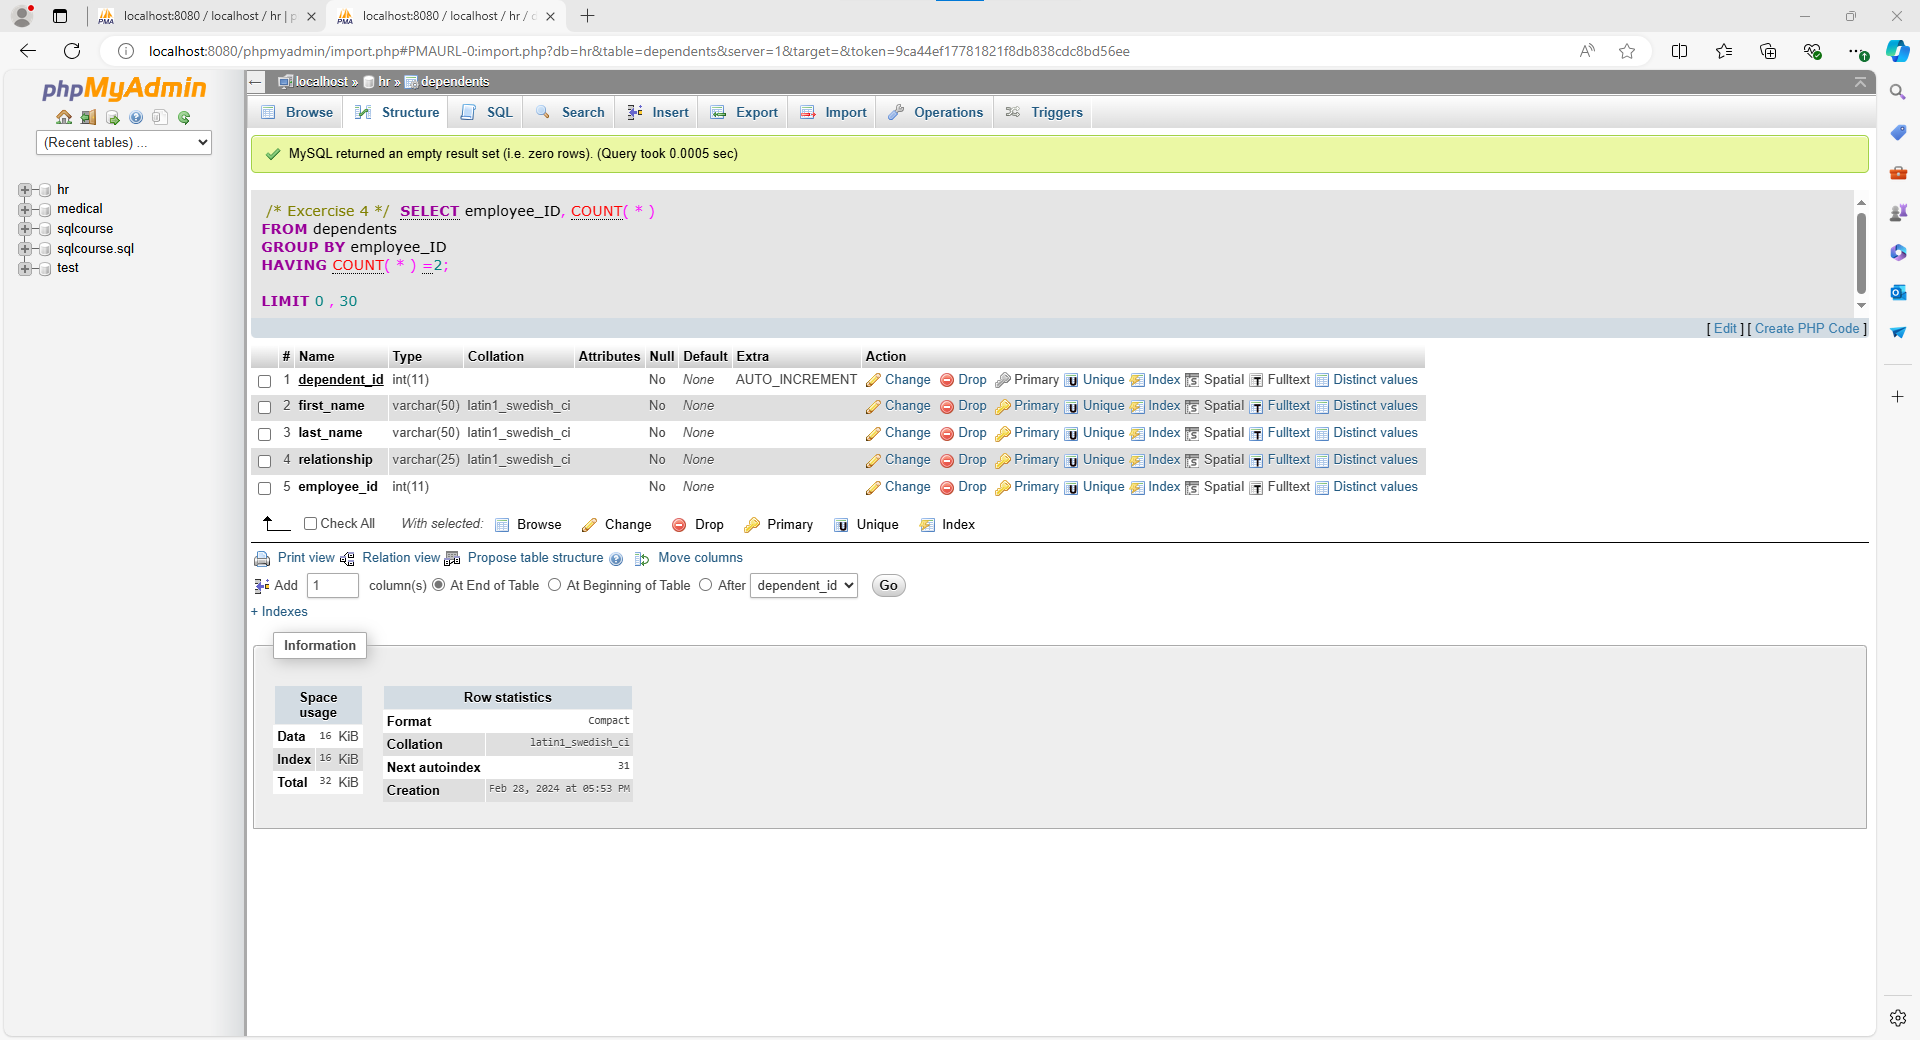 localhost:8080 / localhost / hr | p
localhost:8080 / localhost / hr / d
localhost:8080/phpmyadmin/import.php#PMAURL-0:import.php?db=hr&table=dependents&server=1&target=&token=9ca44ef17781821f8db838cdc8bd56ee
phpMyAdmin
(Recent tables) ...
hr
medical
sqlcourse
sqlcourse.sql
test
localhost » hr » dependents
Browse Structure SQL Search Insert Export Import Operations Triggers
MySQL returned an empty result set (i.e. zero rows). (Query took 0.0005 sec)
/* Excercise 4 */ SELECT employee_ID, COUNT( * )
FROM dependents
GROUP BY employee_ID
HAVING COUNT( * ) =2;
LIMIT 0 , 30
[ Edit ] [ Create PHP Code ]
# Name Type Collation Attributes Null Default Extra Action
1 dependent_id int(11) No None AUTO_INCREMENT Change Drop Primary Unique Index Spatial Fulltext Distinct values
2 first_name varchar(50) latin1_swedish_ci No None Change Drop Primary Unique Index Spatial Fulltext Distinct values
3 last_name varchar(50) latin1_swedish_ci No None Change Drop Primary Unique Index Spatial Fulltext Distinct values
4 relationship varchar(25) latin1_swedish_ci No None Change Drop Primary Unique Index Spatial Fulltext Distinct values
5 employee_id int(11) No None Change Drop Primary Unique Index Spatial Fulltext Distinct values
Check All With selected: Browse Change Drop Primary Unique Index
Print view Relation view Propose table structure Move columns
Add 1 column(s) At End of Table At Beginning of Table After dependent_id Go
+ Indexes
Information
Space usage
Data 16 KiB
Index 16 KiB
Total 32 KiB
Row statistics
Format Compact
Collation latin1_swedish_ci
Next autoindex 31
Creation Feb 28, 2024 at 05:53 PM